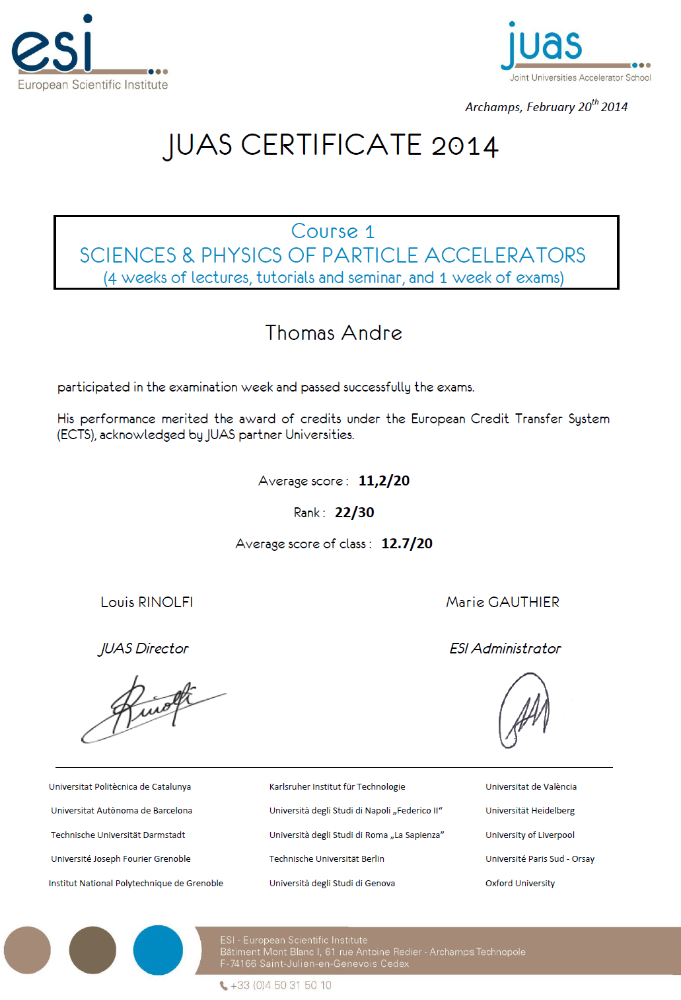 esi
European Scientific Institute
juas
Joint Universities Accelerator School
Archamps, February 20th 2014
JUAS CERTIFICATE 2014
Course 1
SCIENCES & PHYSICS OF PARTICLE ACCELERATORS
(4 weeks of lectures, tutorials and seminar, and 1 week of exams)
Thomas Andre
participated in the examination week and passed successfully the exams.
His performance merited the award of credits under the European Credit Transfer System
(ECTS), acknowledged by JUAS partner Universities.
Average score : 11,2/20
Rank : 22/30
Average score of class : 12.7/20
Louis RINOLFI
Marie GAUTHIER
JUAS Director
ESI Administrator
Rinolfi
Universitat Politècnica de Catalunya
Karlsruher Institut für Technologie
Universitat de València
Universitat Autònoma de Barcelona
Università degli Studi di Napoli „Federico II“
Universität Heidelberg
Technische Universität Darmstadt
Università degli Studi di Roma „La Sapienza”
University of Liverpool
Université Joseph Fourier Grenoble
Technische Universität Berlin
Université Paris Sud - Orsay
Institut National Polytechnique de Grenoble
Università degli Studi di Genova
Oxford University
ESI - European Scientific Institute
Bâtiment Mont Blanc I, 61 rue Antoine Redier - Archamps Technopole
F-74166 Saint-Julien-en-Genevois Cedex
+33 (0)4 50 31 50 10